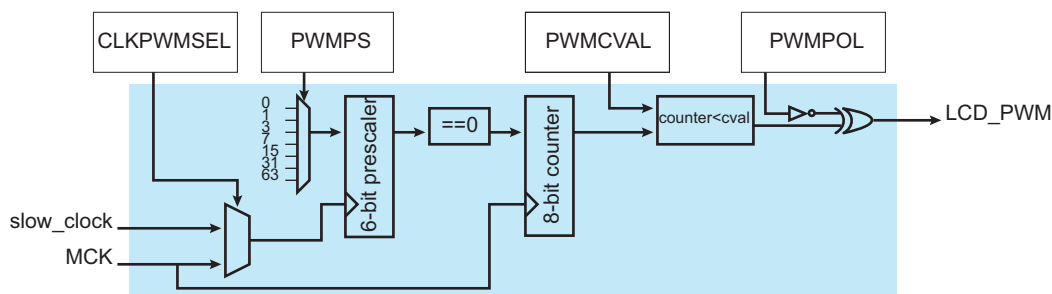 CLKPWMSEL
PWMPS
PWMCVAL
PWMPOL
0
1
3
7
15
31
63
6-bit prescaler
==0
8-bit counter
counter<cval
LCD_PWM
slow_clock
MCK